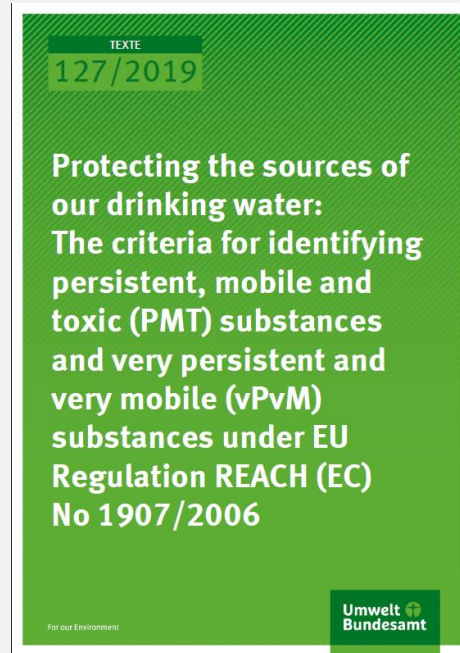 TEXTE
127/2019
Protecting the sources of
our drinking water:
The criteria for identifying
persistent, mobile and
toxic (PMT) substances
and very persistent and
very mobile (vPvM)
substances under EU
Regulation REACH (EC)
No 1907/2006
For our Environment
Umwelt
Bundesamt